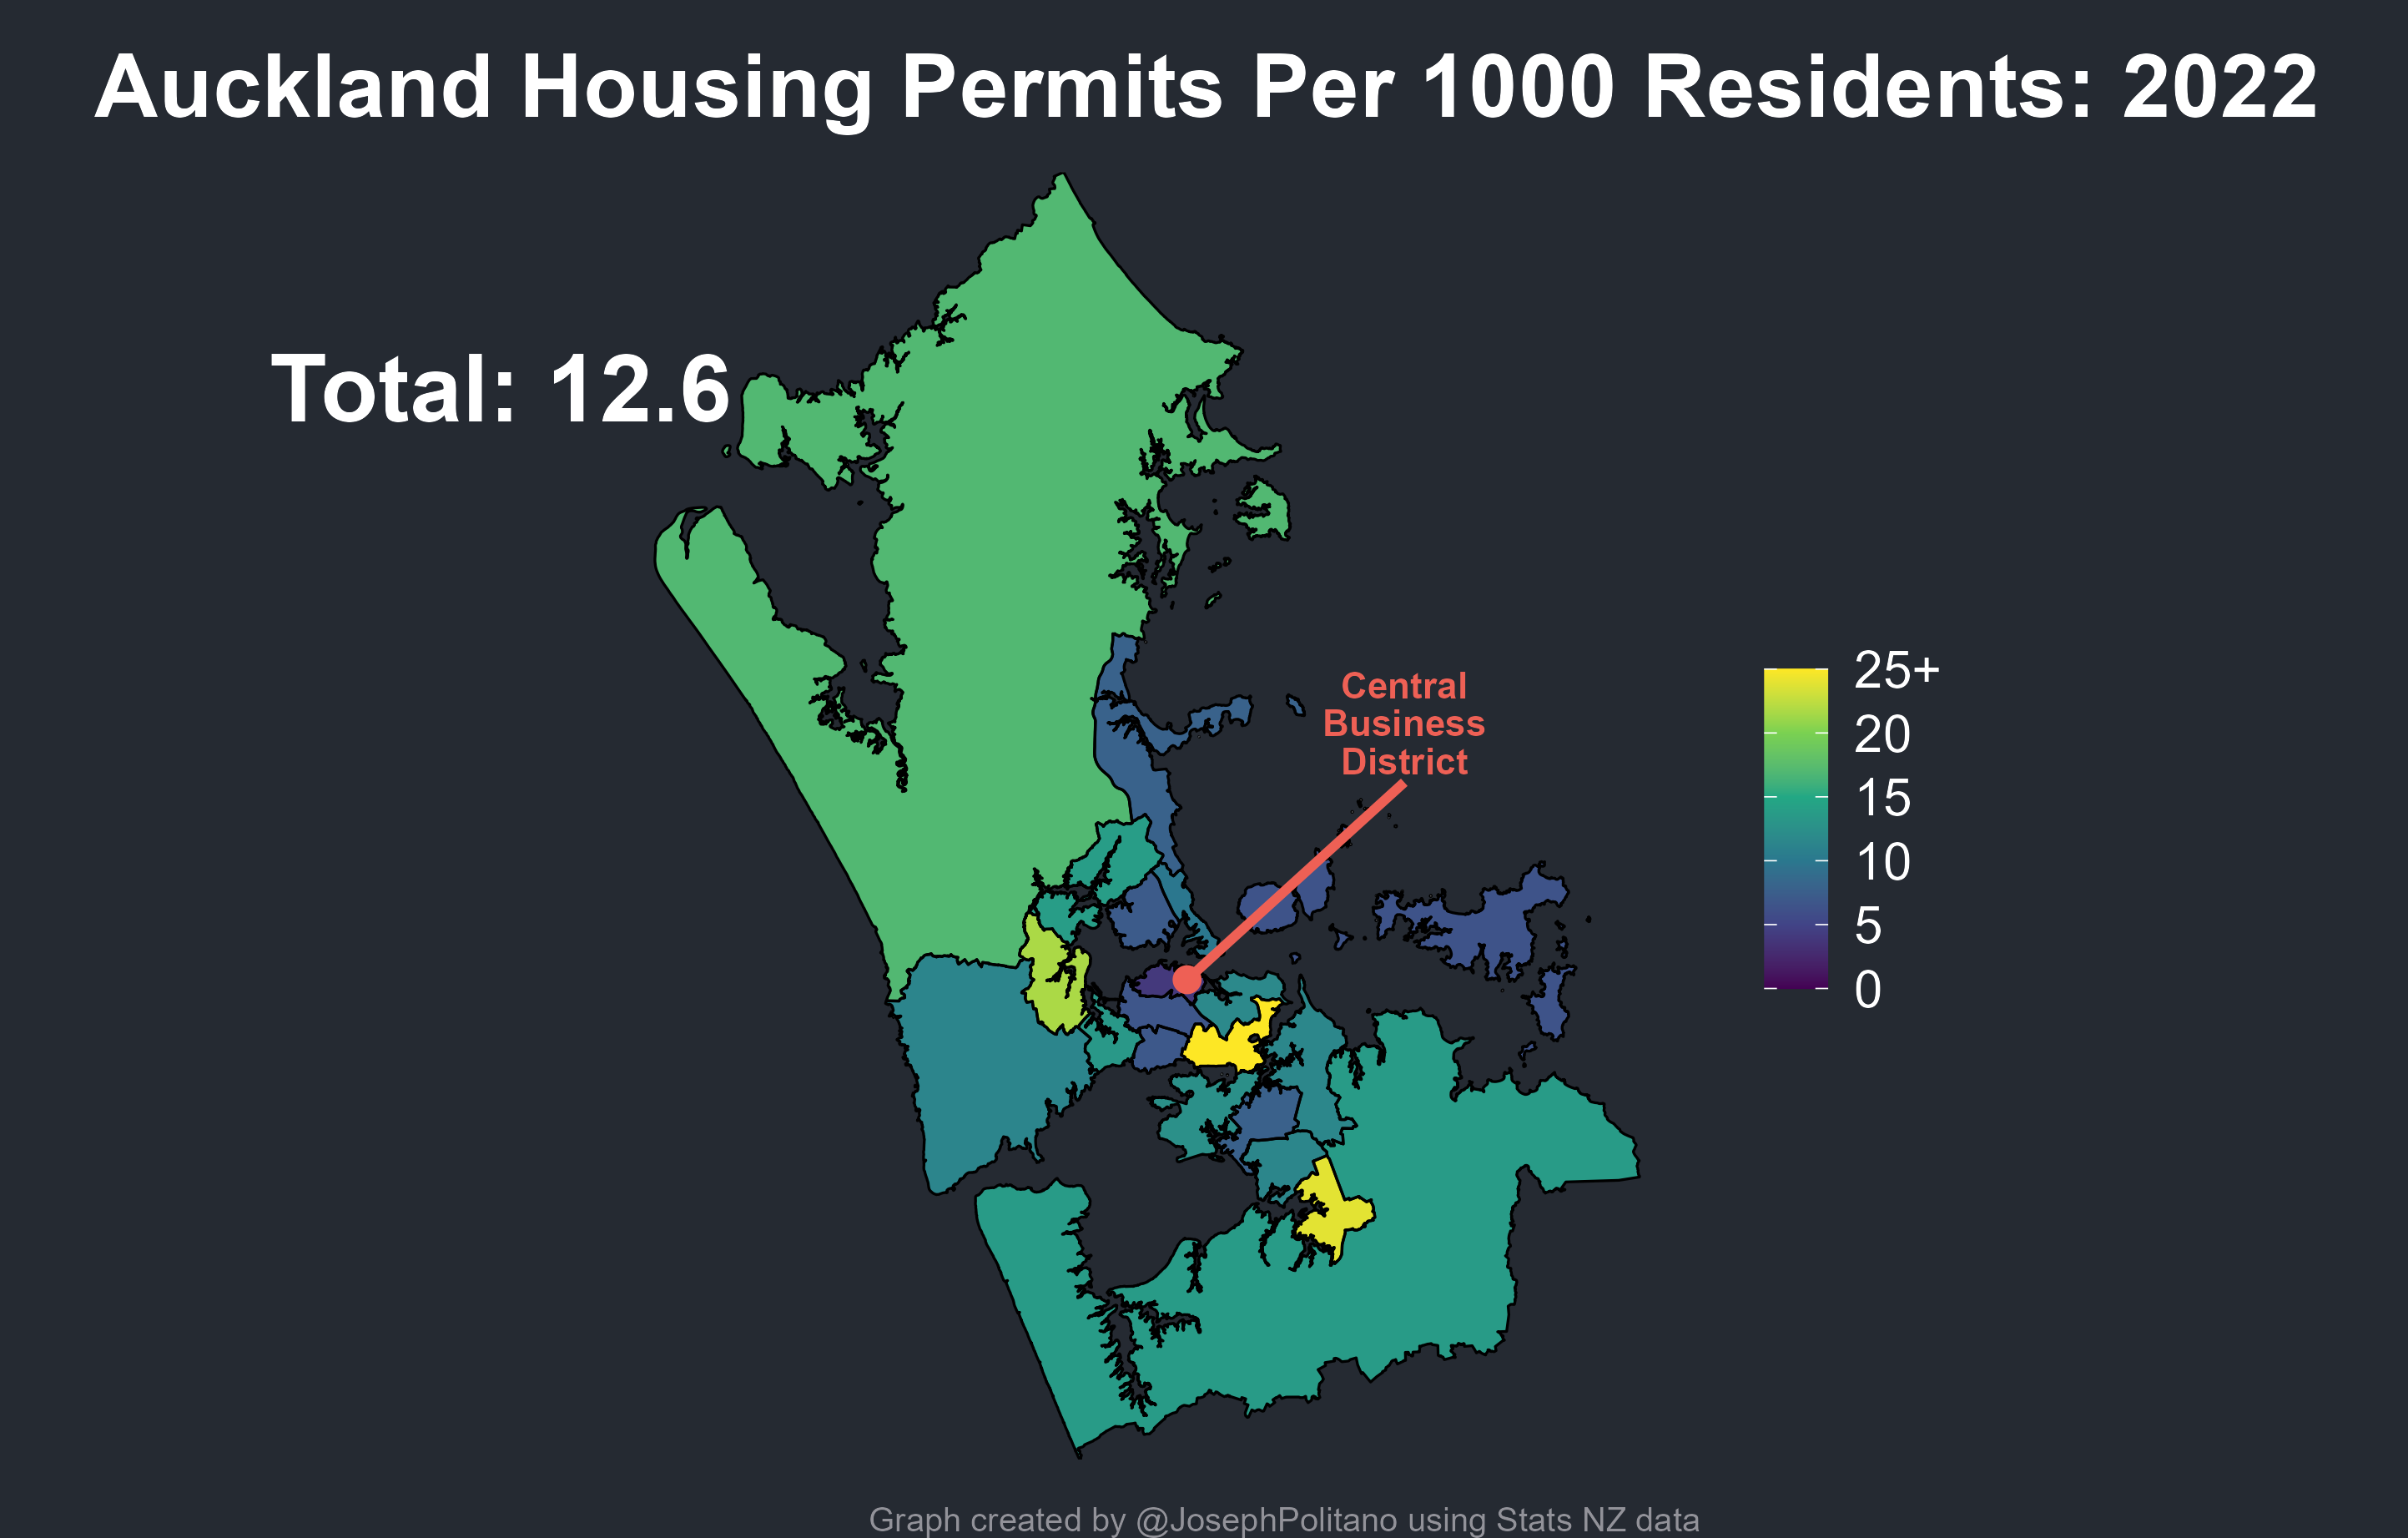 Auckland Housing Permits Per 1000 Residents: 2022
Total: 12.6
Central
Business
District
25+
20
15
10
5
0
Graph created by @JosephPolitano using Stats NZ data